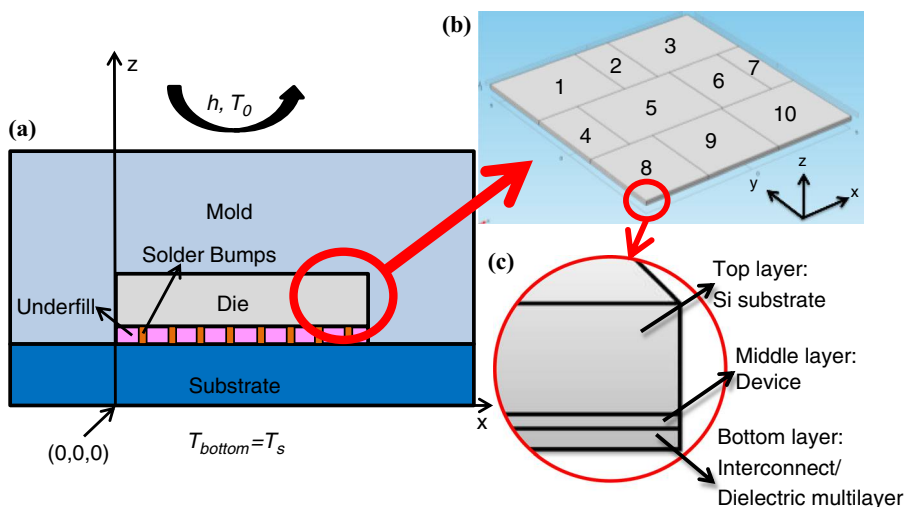 (a)
z
h, T0
Mold
Solder Bumps
Underfill
Die
Substrate
x
(0,0,0)
Tbottom=Ts
(b)
1
2
3
4
5
6
7
8
9
10
z
y
x
(c)
Top layer:
Si substrate
Middle layer:
Device
Bottom layer:
Interconnect/
Dielectric multilayer